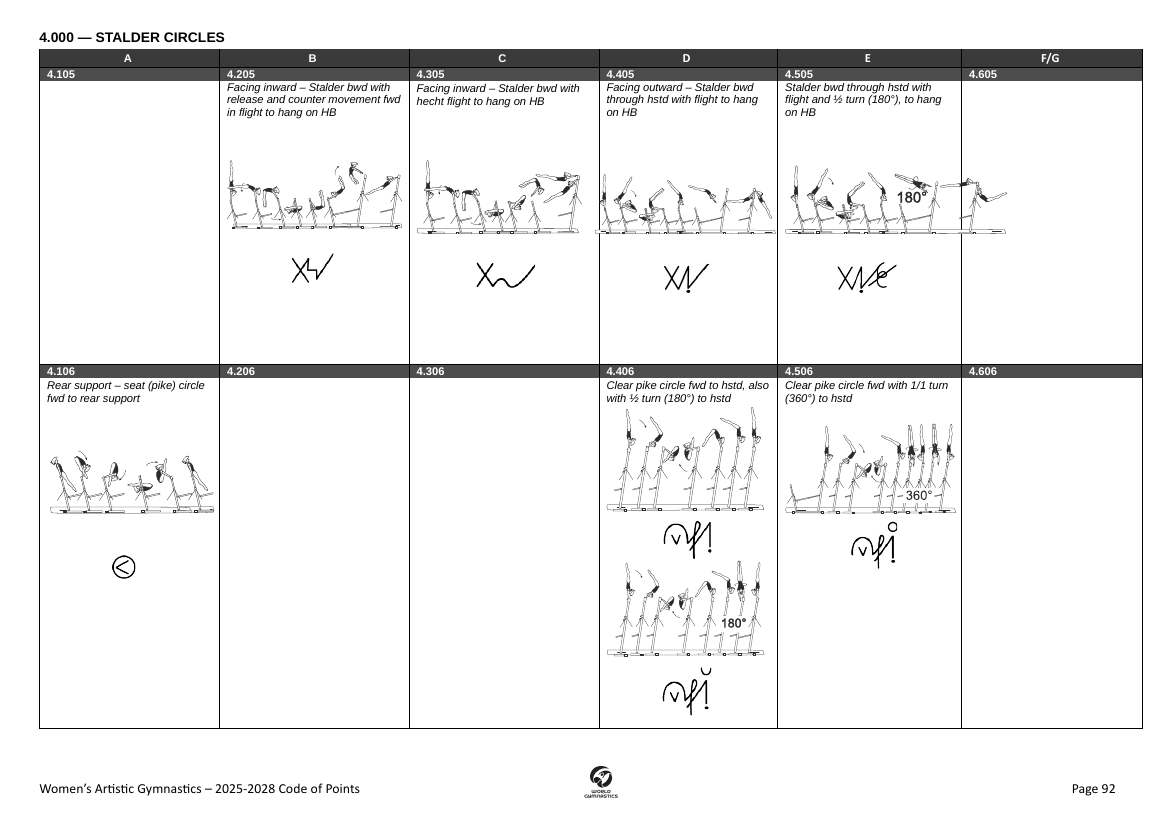 4.000 — STALDER CIRCLES
A B C D E F/G
4.105 4.205 4.305 4.405 4.505 4.605
Facing inward – Stalder bwd with
release and counter movement fwd
in flight to hang on HB
Facing inward – Stalder bwd with
hecht flight to hang on HB
Facing outward – Stalder bwd
through hstd with flight to hang
on HB
Stalder bwd through hstd with
flight and ½ turn (180°), to hang
on HB
180°
4.106 4.206 4.306 4.406 4.506 4.606
Rear support – seat (pike) circle
fwd to rear support
Clear pike circle fwd to hstd, also
with ½ turn (180°) to hstd
180°
Clear pike circle fwd with 1/1 turn
(360°) to hstd
360°
Women's Artistic Gymnastics – 2025-2028 Code of Points
WORLD
GYMNASTICS
Page 92